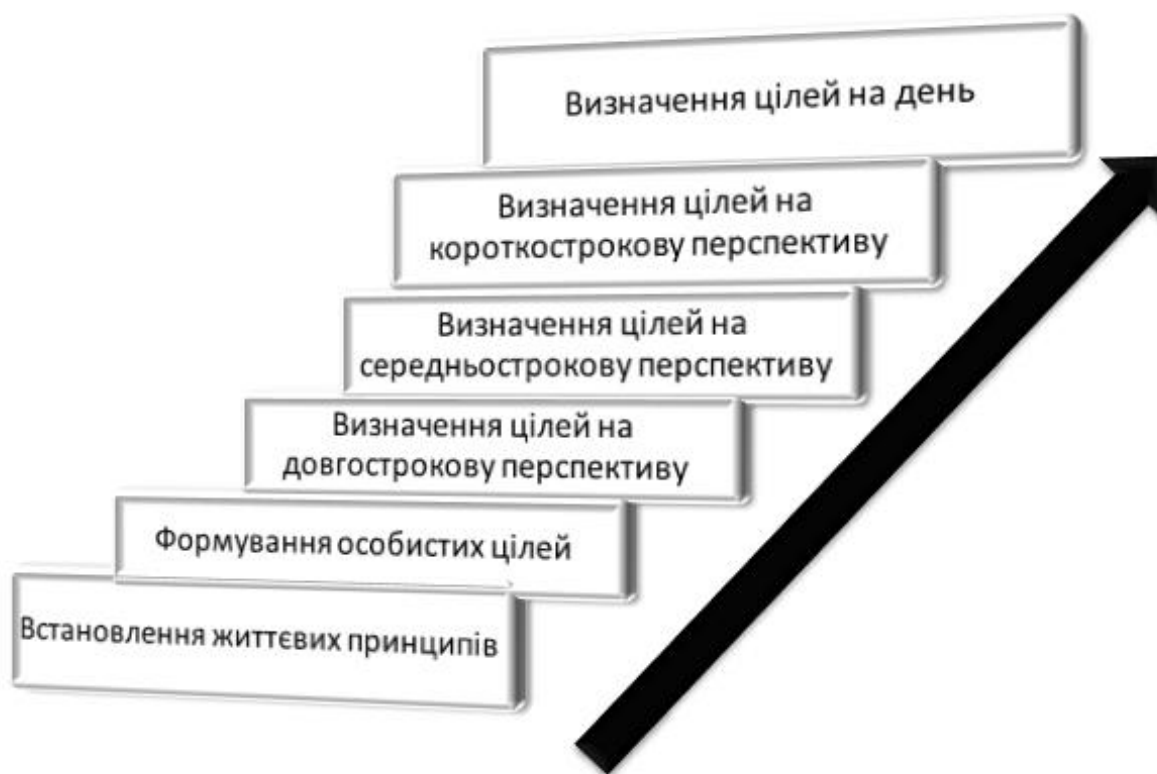 Визначення цілей на день
Визначення цілей на
короткострокову перспективу
Визначення цілей на
середньострокову перспективу
Визначення цілей на
довгострокову перспективу
Формування особистих цілей
Встановлення життєвих принципів